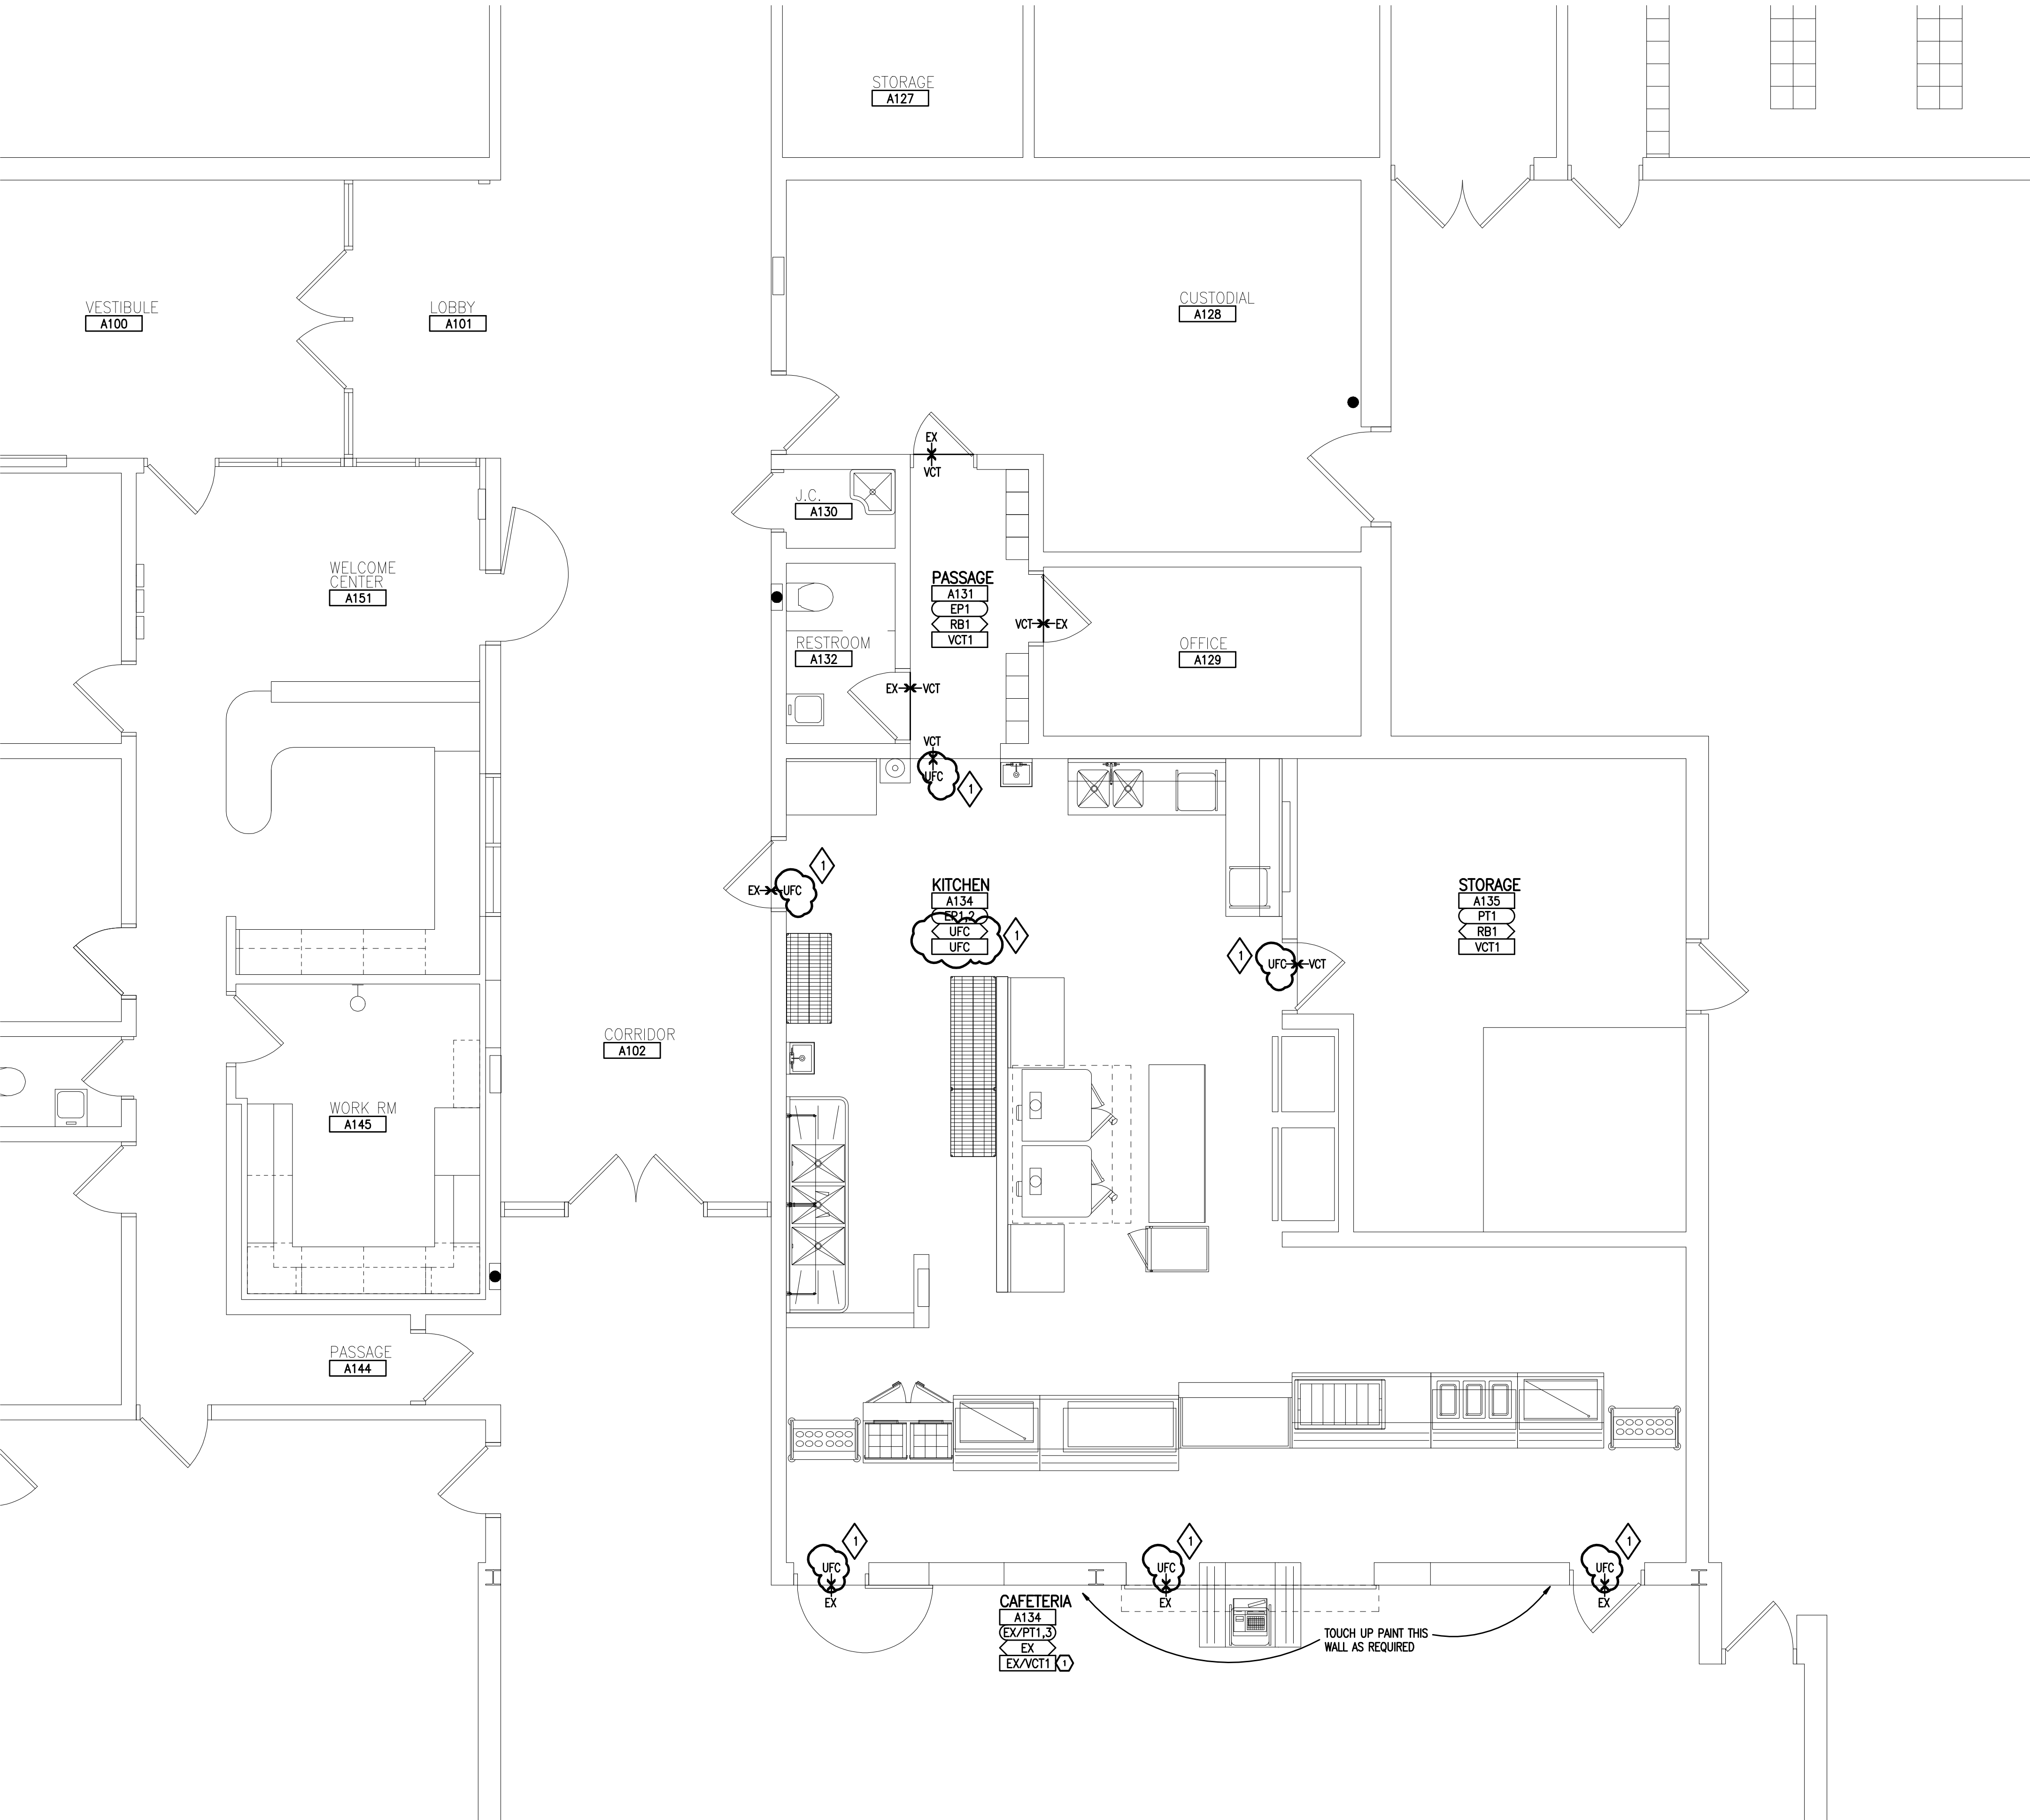 STORAGE
A127
VESTIBULE
A100
LOBBY
A101
CUSTODIAL
A128
EX
VCT
J.C.
A130
WELCOME
CENTER
A151
PASSAGE
A131
EP1
RB1
VCT1
VCT
EX
RESTROOM
A132
OFFICE
A129
EX
VCT
VCT
UFC
1
1
EX
UFC
KITCHEN
A134
EP1,2
UFC
UFC
1
STORAGE
A135
PT1
RB1
VCT1
1
UFC
VCT
CORRIDOR
A102
WORK RM
A145
PASSAGE
A144
1
UFC
EX
1
UFC
EX
1
UFC
EX
CAFETERIA
A134
EX/PT1,3
EX
EX/VCT1
1
TOUCH UP PAINT THIS
WALL AS REQUIRED